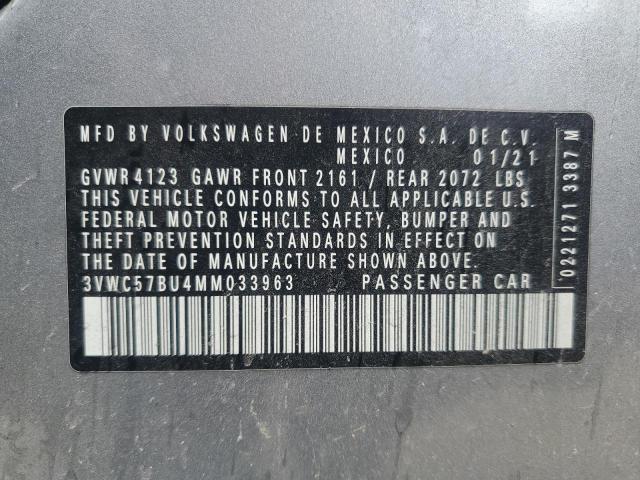 MFD BY VOLKSWAGEN DE MEXICO S.A. DE C.V.
MEXICO 01/21
GVWR 4123 GAWR FRONT 2161 / REAR 2072 LBS
THIS VEHICLE CONFORMS TO ALL APPLICABLE U.S.
FEDERAL MOTOR VEHICLE SAFETY, BUMPER AND
THEFT PREVENTION STANDARDS IN EFFECT ON
THE DATE OF MANUFACTURE SHOWN ABOVE.
3VWC57BU4MM033963 PASSENGER CAR
0221271 3387 M